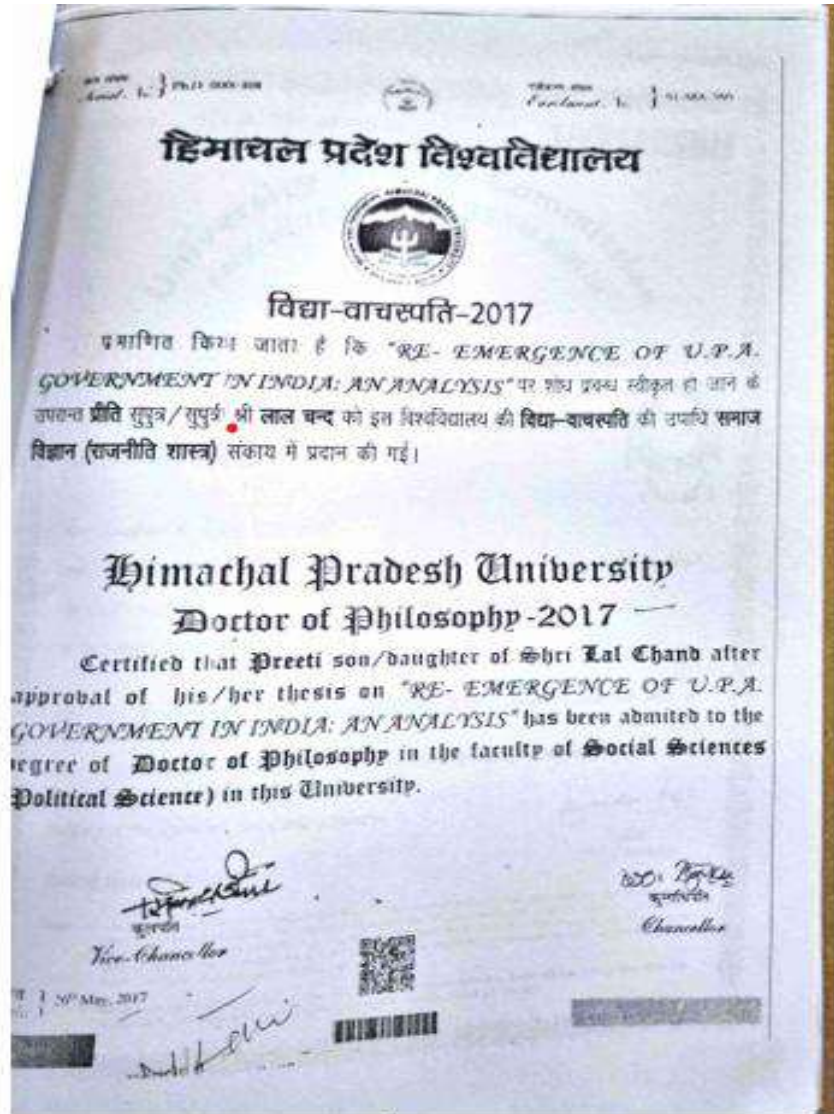 हिमाचल प्रदेश विश्वविद्यालय
विद्या-वाचस्पति-2017
प्रमाणित किया जाता है कि "RE- EMERGENCE OF U.P.A.
GOVERNMENT IN INDIA: AN ANALYSIS" पर शोध प्रबन्ध स्वीकृत हो जाने के
उपरान्त प्रीति सुपुत्र/सुपुत्री श्री लाल चन्द को इस विश्वविद्यालय की विद्या-वाचस्पति की उपाधि समाज
विज्ञान (राजनीति शास्त्र) संकाय में प्रदान की गई।
Himachal Pradesh University
Doctor of Philosophy-2017
Certified that Preeti son/daughter of Shri Lal Chand after
approval of his/her thesis on "RE- EMERGENCE OF U.P.A.
GOVERNMENT IN INDIA: AN ANALYSIS" has been admited to the
egree of Doctor of Philosophy in the faculty of Social Sciences
Political Science) in this University.
कुलपति
Vice-Chancellor
कुलाधिपति
Chancellor
May, 2017